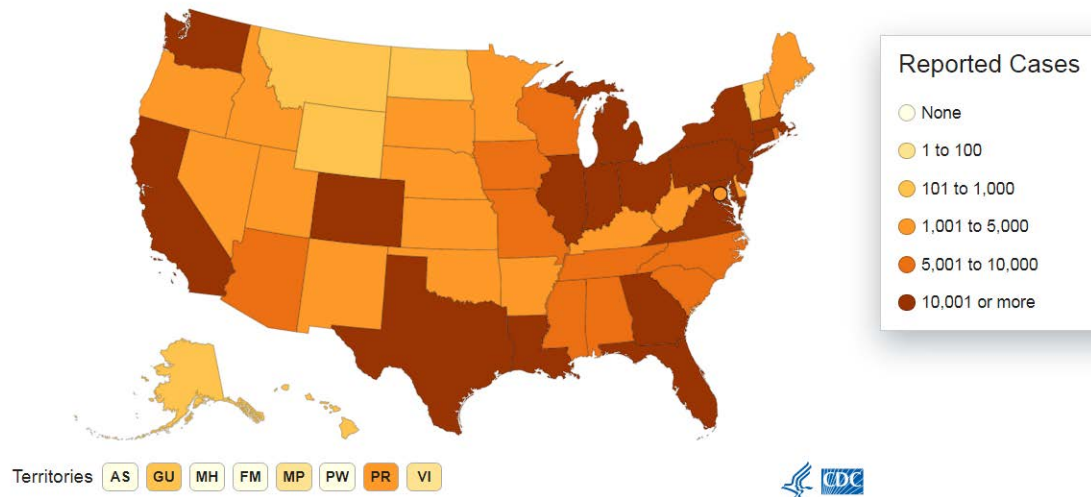 Reported Cases
None
1 to 100
101 to 1,000
1,001 to 5,000
5,001 to 10,000
10,001 or more
Territories AS GU MH FM MP PW PR VI
CDC